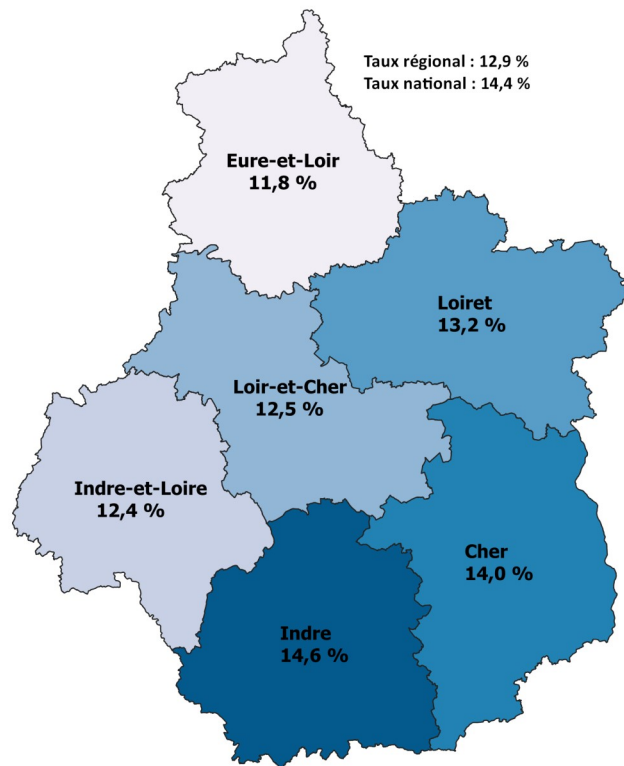 Taux régional : 12,9 %
Taux national : 14,4 %
Eure-et-Loir
11,8 %
Loiret
13,2 %
Loir-et-Cher
12,5 %
Indre-et-Loire
12,4 %
Cher
14,0 %
Indre
14,6 %